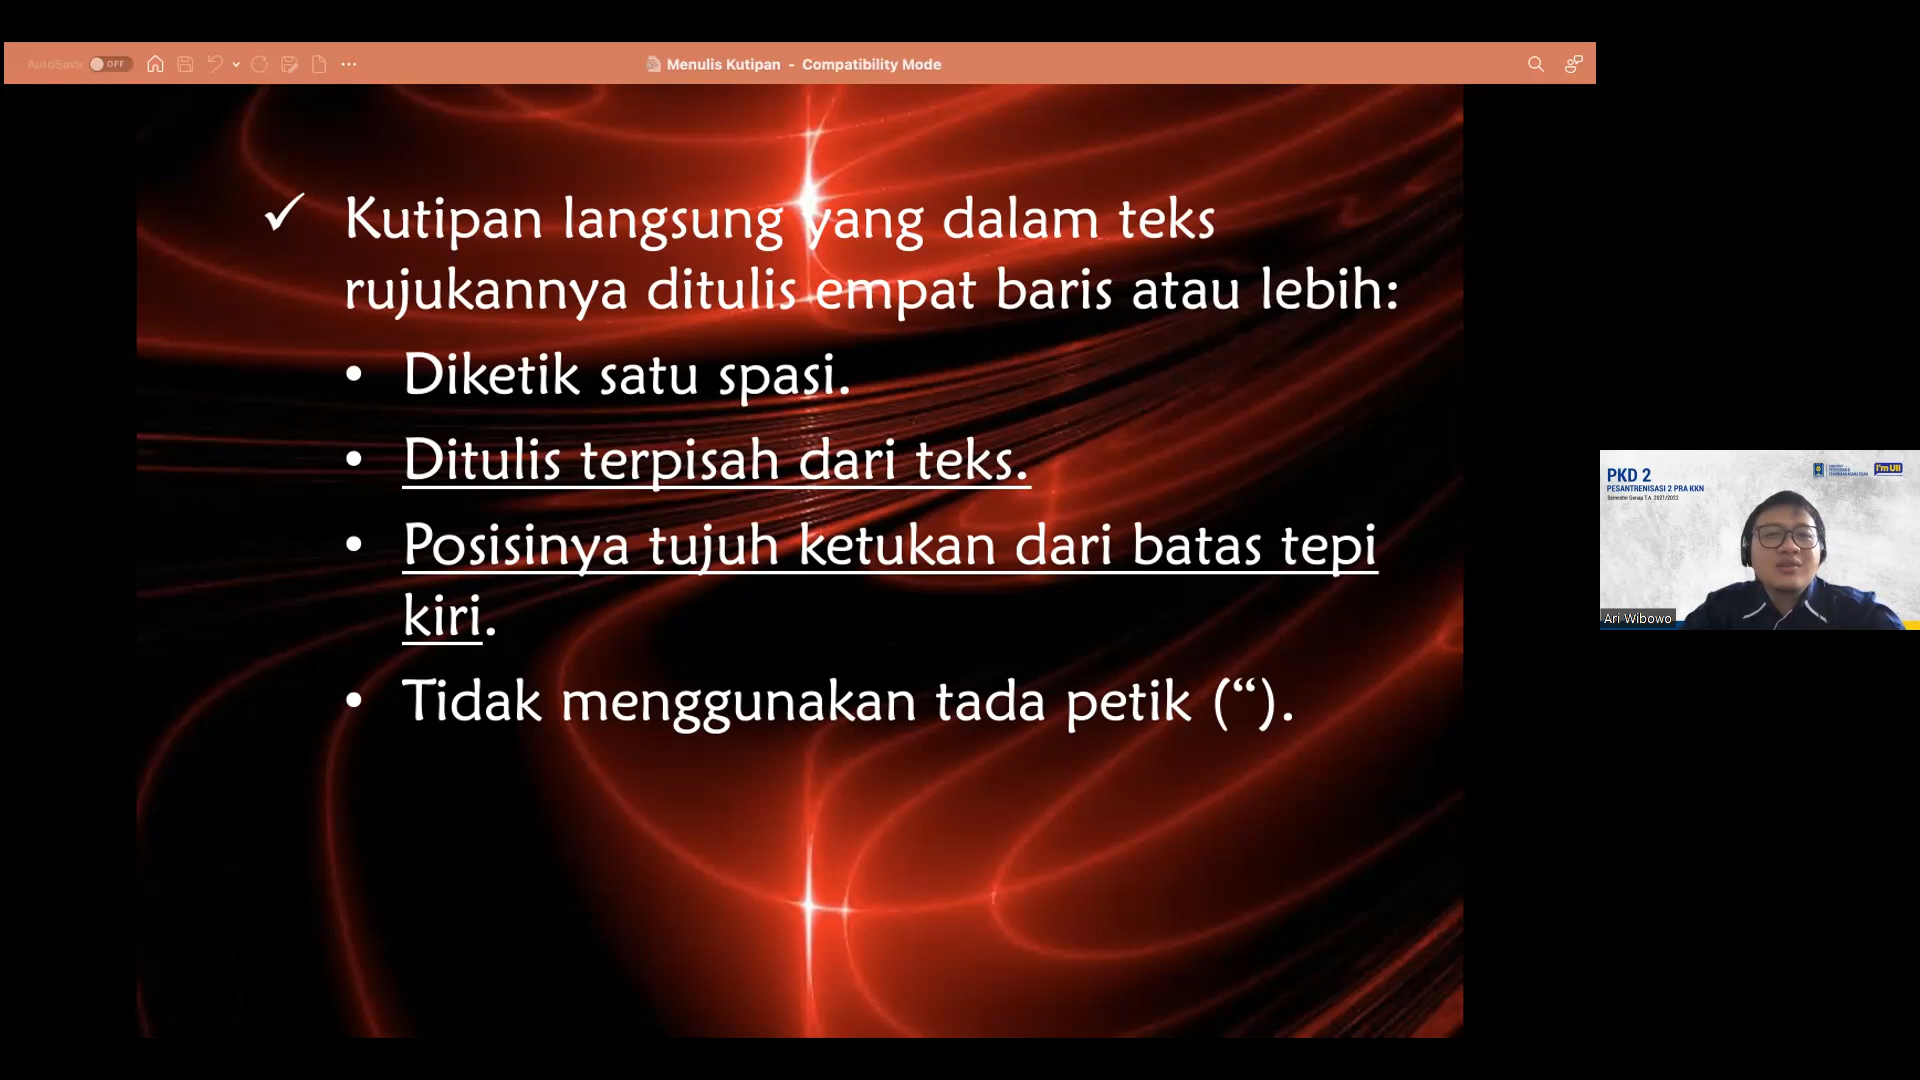 AutoSave OFF
Menulis Kutipan - Compatibility Mode
✓ Kutipan langsung yang dalam teks
rujukannya ditulis empat baris atau lebih:
• Diketik satu spasi.
• Ditulis terpisah dari teks.
• Posisinya tujuh ketukan dari batas tepi
kiri.
• Tidak menggunakan tada petik (“).
PKD 2
PESANTRENISASI 2 PRA KKN
Semester Genap T.A. 2021/2022
I'm UII
Ari Wibowo